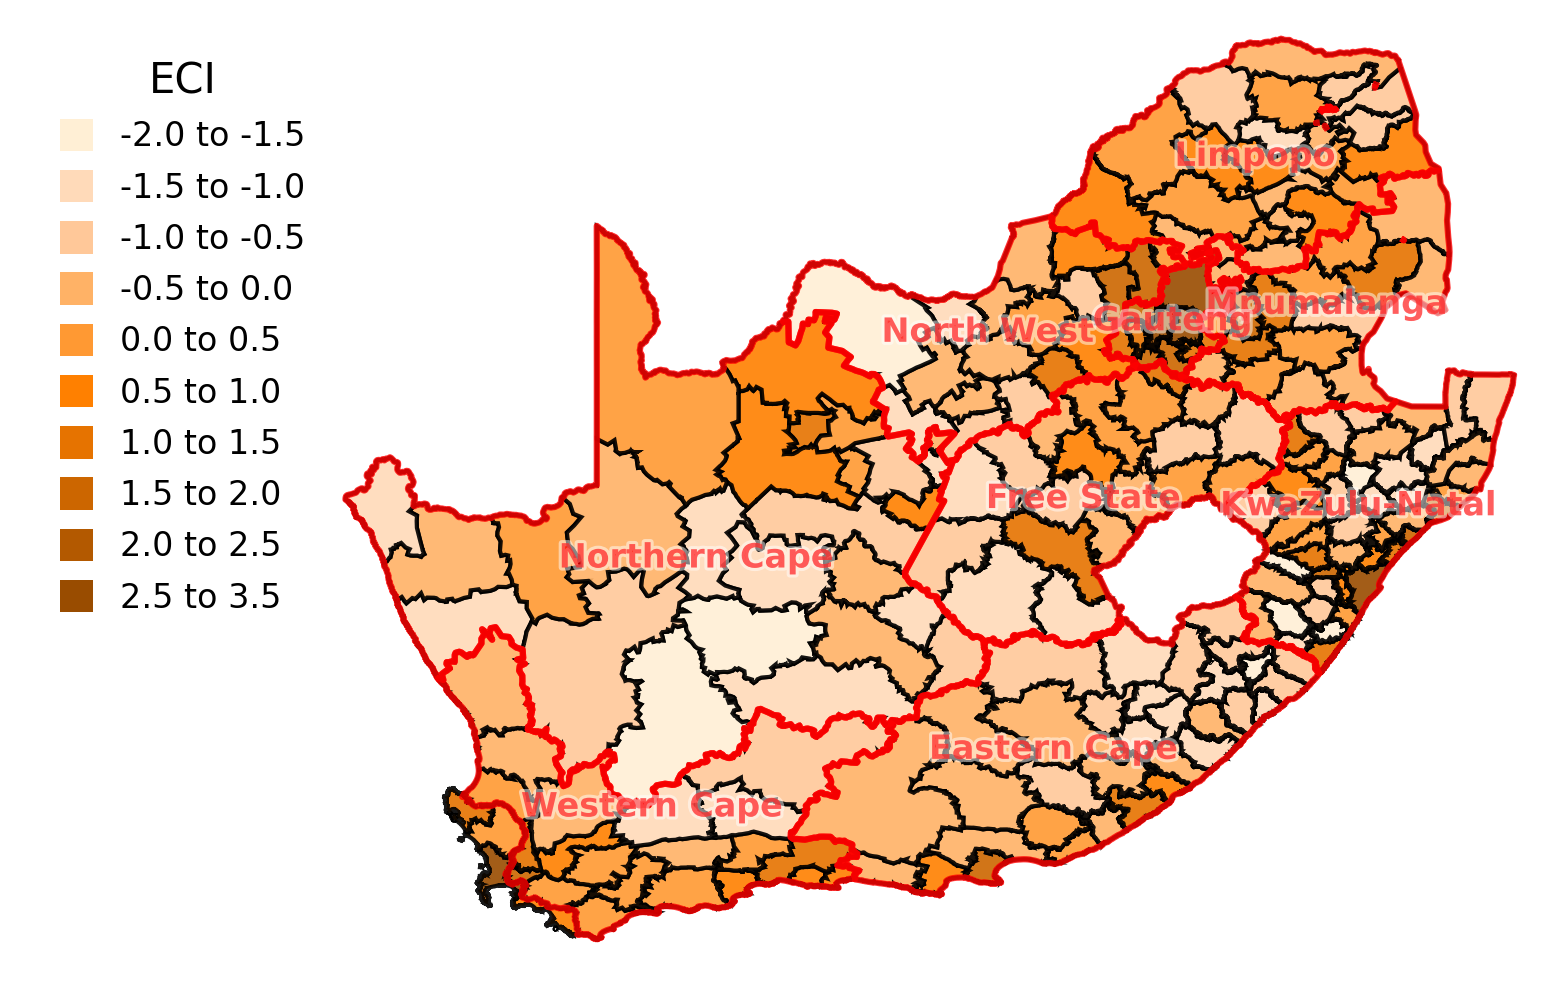 ECI
-2.0 to -1.5
-1.5 to -1.0
-1.0 to -0.5
-0.5 to 0.0
0.0 to 0.5
0.5 to 1.0
1.0 to 1.5
1.5 to 2.0
2.0 to 2.5
2.5 to 3.5
Limpopo
Mpumalanga
North West
Gauteng
Free State
KwaZulu-Natal
Northern Cape
Eastern Cape
Western Cape